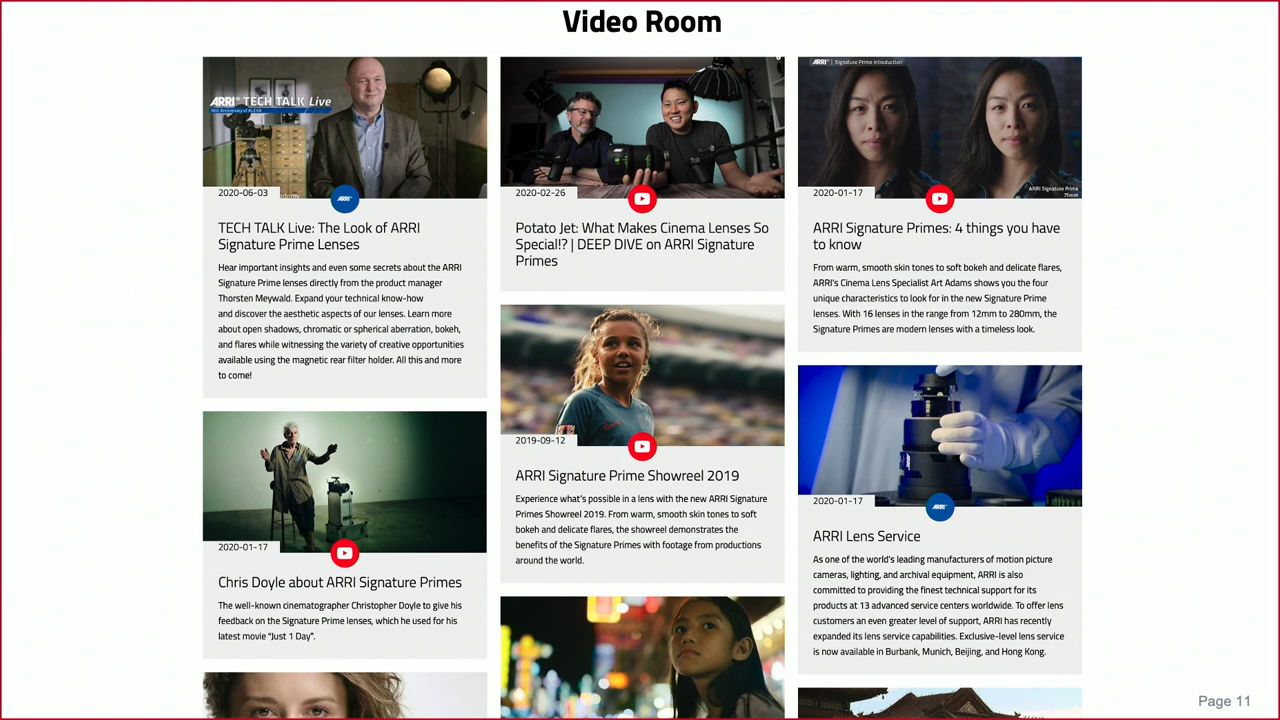 Video Room
ARRI TECH TALK Live
10th Anniversary of ALEXA
2020-06-03
TECH TALK Live: The Look of ARRI
Signature Prime Lenses
Hear important insights and even some secrets about the ARRI
Signature Prime lenses directly from the product manager
Thorsten Meywald. Expand your technical know-how
and discover the aesthetic aspects of our lenses. Learn more
about open shadows, chromatic or spherical aberration, bokeh,
and flares while witnessing the variety of creative opportunities
available using the magnetic rear filter holder. All this and more
to come!
2020-01-17
Chris Doyle about ARRI Signature Primes
The well-known cinematographer Christopher Doyle to give his
feedback on the Signature Prime lenses, which he used for his
latest movie "Just 1 Day".
2020-02-26
Potato Jet: What Makes Cinema Lenses So
Special!? | DEEP DIVE on ARRI Signature
Primes
2019-09-12
ARRI Signature Prime Showreel 2019
Experience what's possible in a lens with the new ARRI Signature
Primes Showreel 2019. From warm, smooth skin tones to soft
bokeh and delicate flares, the showreel demonstrates the
benefits of the Signature Primes with footage from productions
around the world.
ARRI | Signature Prime Introduction
ARRI Signature Prime
75mm
2020-01-17
ARRI Signature Primes: 4 things you have
to know
From warm, smooth skin tones to soft bokeh and delicate flares,
ARRI's Cinema Lens Specialist Art Adams shows you the four
unique characteristics to look for in the new Signature Prime
lenses. With 16 lenses in the range from 12mm to 280mm, the
Signature Primes are modern lenses with a timeless look.
2020-01-17
ARRI
ARRI Lens Service
As one of the world's leading manufacturers of motion picture
cameras, lighting, and archival equipment, ARRI is also
committed to providing the finest technical support for its
products at 13 advanced service centers worldwide. To offer lens
customers an even greater level of support, ARRI has recently
expanded its lens service capabilities. Exclusive-level lens service
is now available in Burbank, Munich, Beijing, and Hong Kong.
Page 11